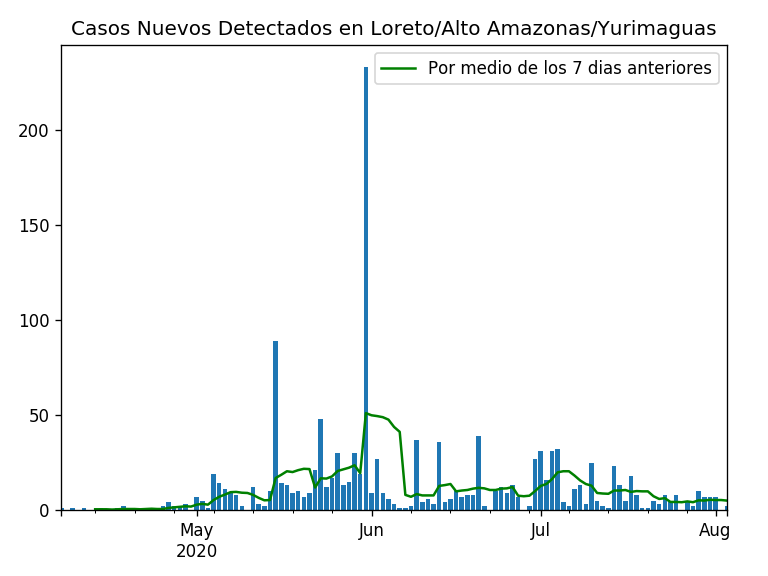 Casos Nuevos Detectados en Loreto/Alto Amazonas/Yurimaguas
Por medio de los 7 dias anteriores
200
150
100
50
0
May Jun Jul Aug
2020